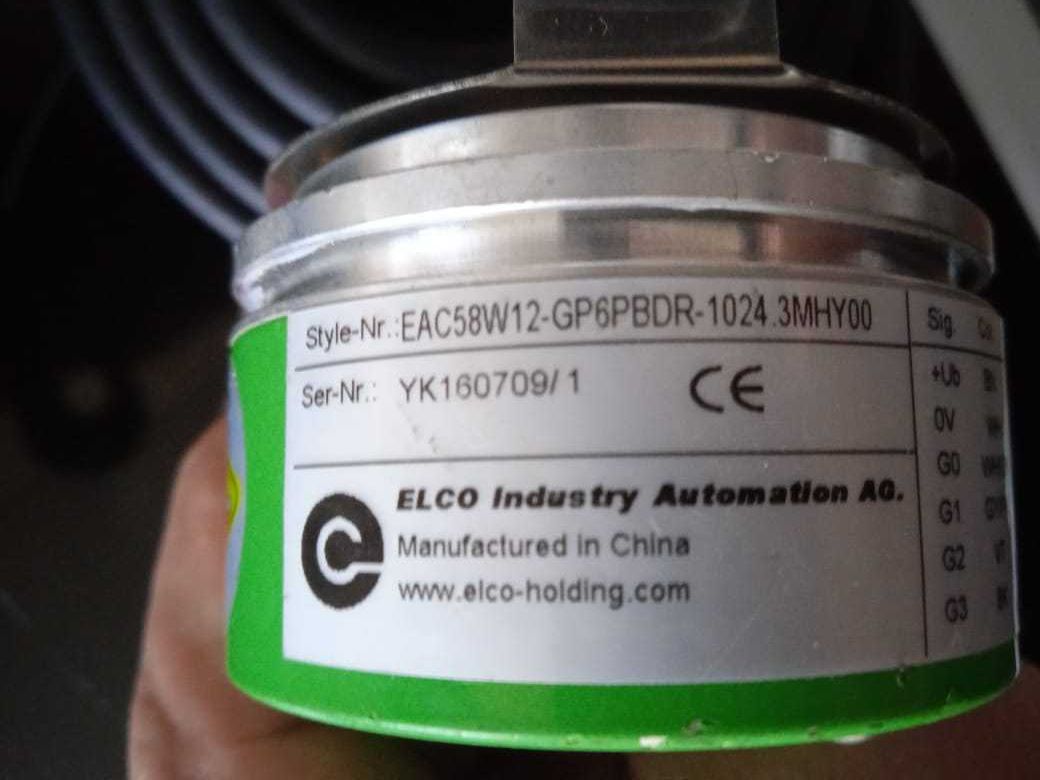 Style-Nr.:EAC58W12-GP6PBDR-1024.3MHY00
Ser-Nr.: YK160709/1
CE
ELCO Industry Automation AG.
Manufactured in China
www.elco-holding.com
Sig.
+Ub
0V
G0
G1
G2
G3